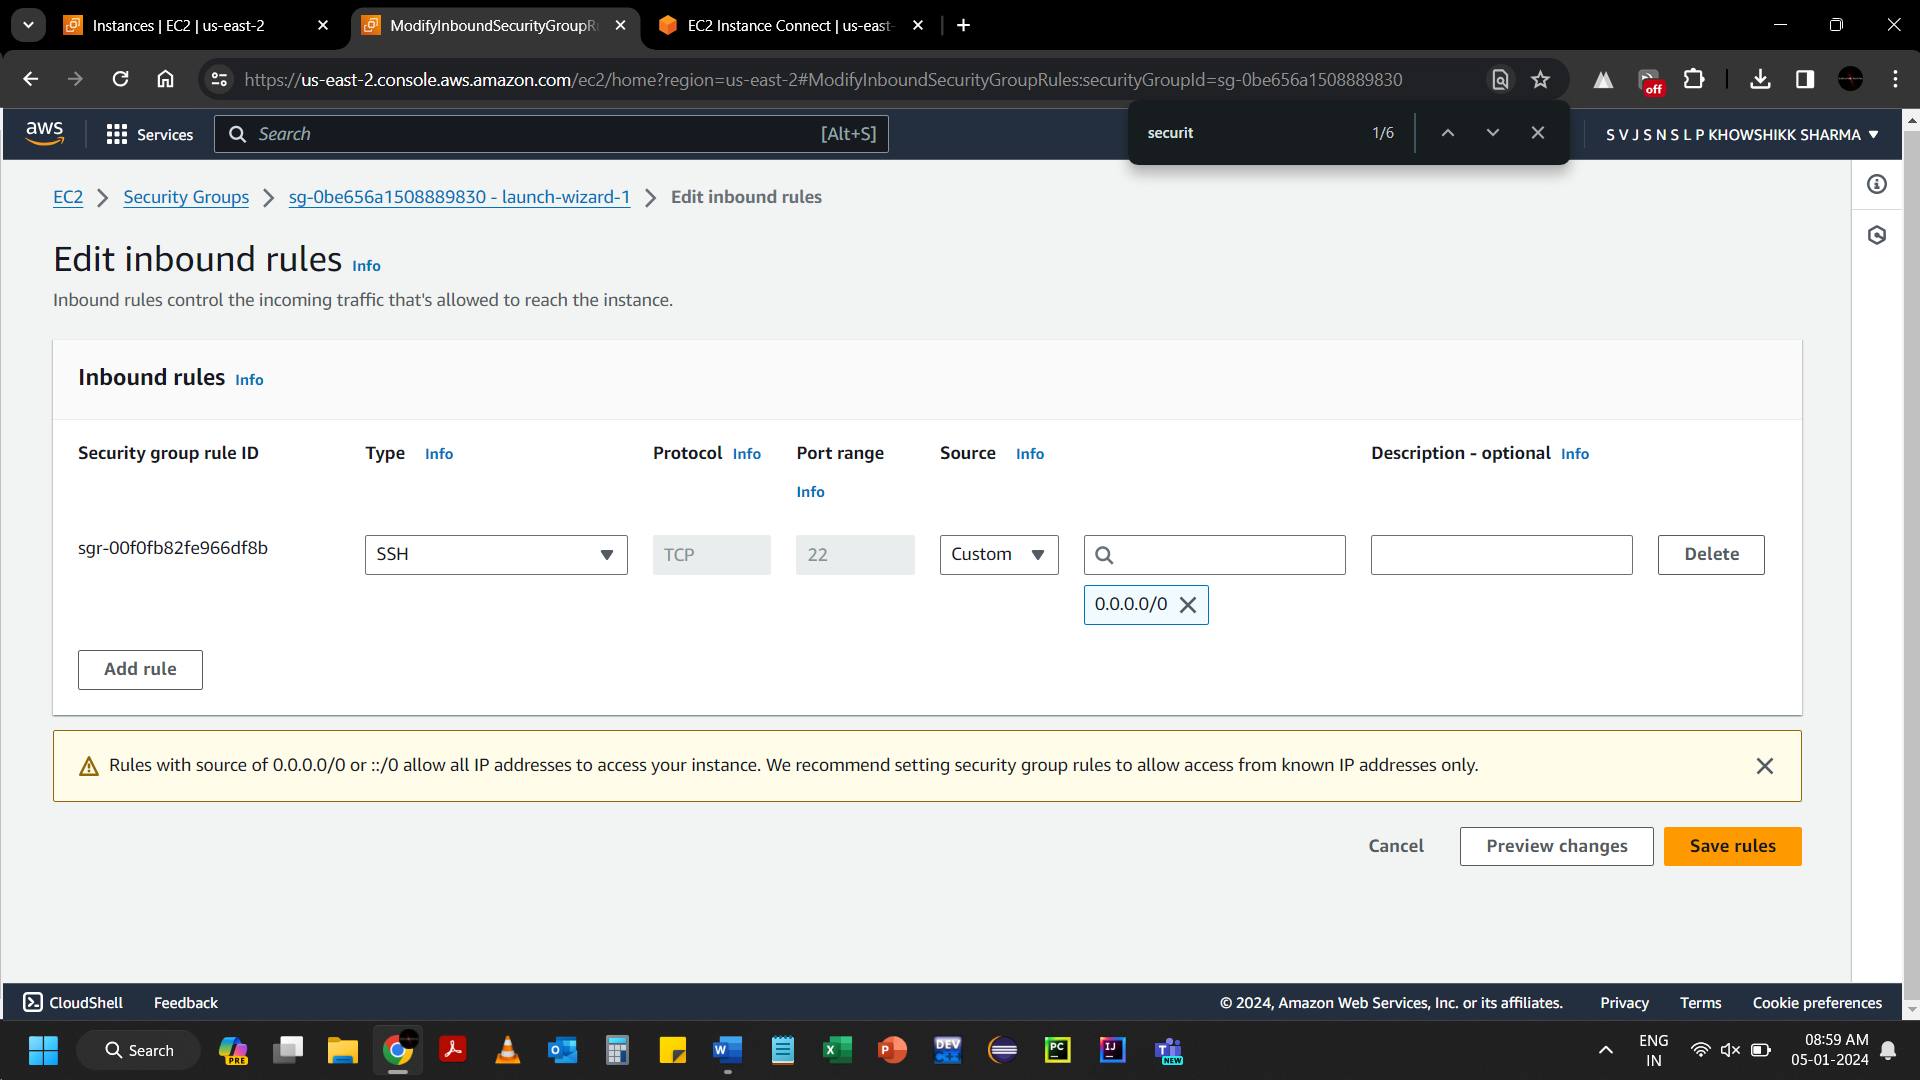 Instances | EC2 | us-east-2
ModifyInboundSecurityGroupR
EC2 Instance Connect | us-east-
https://us-east-2.console.aws.amazon.com/ec2/home?region=us-east-2#ModifyInboundSecurityGroupRules:securityGroupId=sg-0be656a1508889830
off
securit
1/6
aws
Services
Search
[Alt+S]
S V J S N S L P KHOWSHIKK SHARMA
EC2
Security Groups
sg-0be656a1508889830 - launch-wizard-1
Edit inbound rules
Edit inbound rules Info
Inbound rules control the incoming traffic that's allowed to reach the instance.
Inbound rules Info
Security group rule ID
Type Info
Protocol Info
Port range
Info
Source Info
Description - optional Info
sgr-00f0fb82fe966df8b
SSH
TCP
22
Custom
Delete
0.0.0.0/0
Add rule
Rules with source of 0.0.0.0/0 or ::/0 allow all IP addresses to access your instance. We recommend setting security group rules to allow access from known IP addresses only.
Cancel
Preview changes
Save rules
CloudShell
Feedback
© 2024, Amazon Web Services, Inc. or its affiliates.
Privacy
Terms
Cookie preferences
Search
PRE
DEV
PC
IJ
NEW
ENG
IN
08:59 AM
05-01-2024